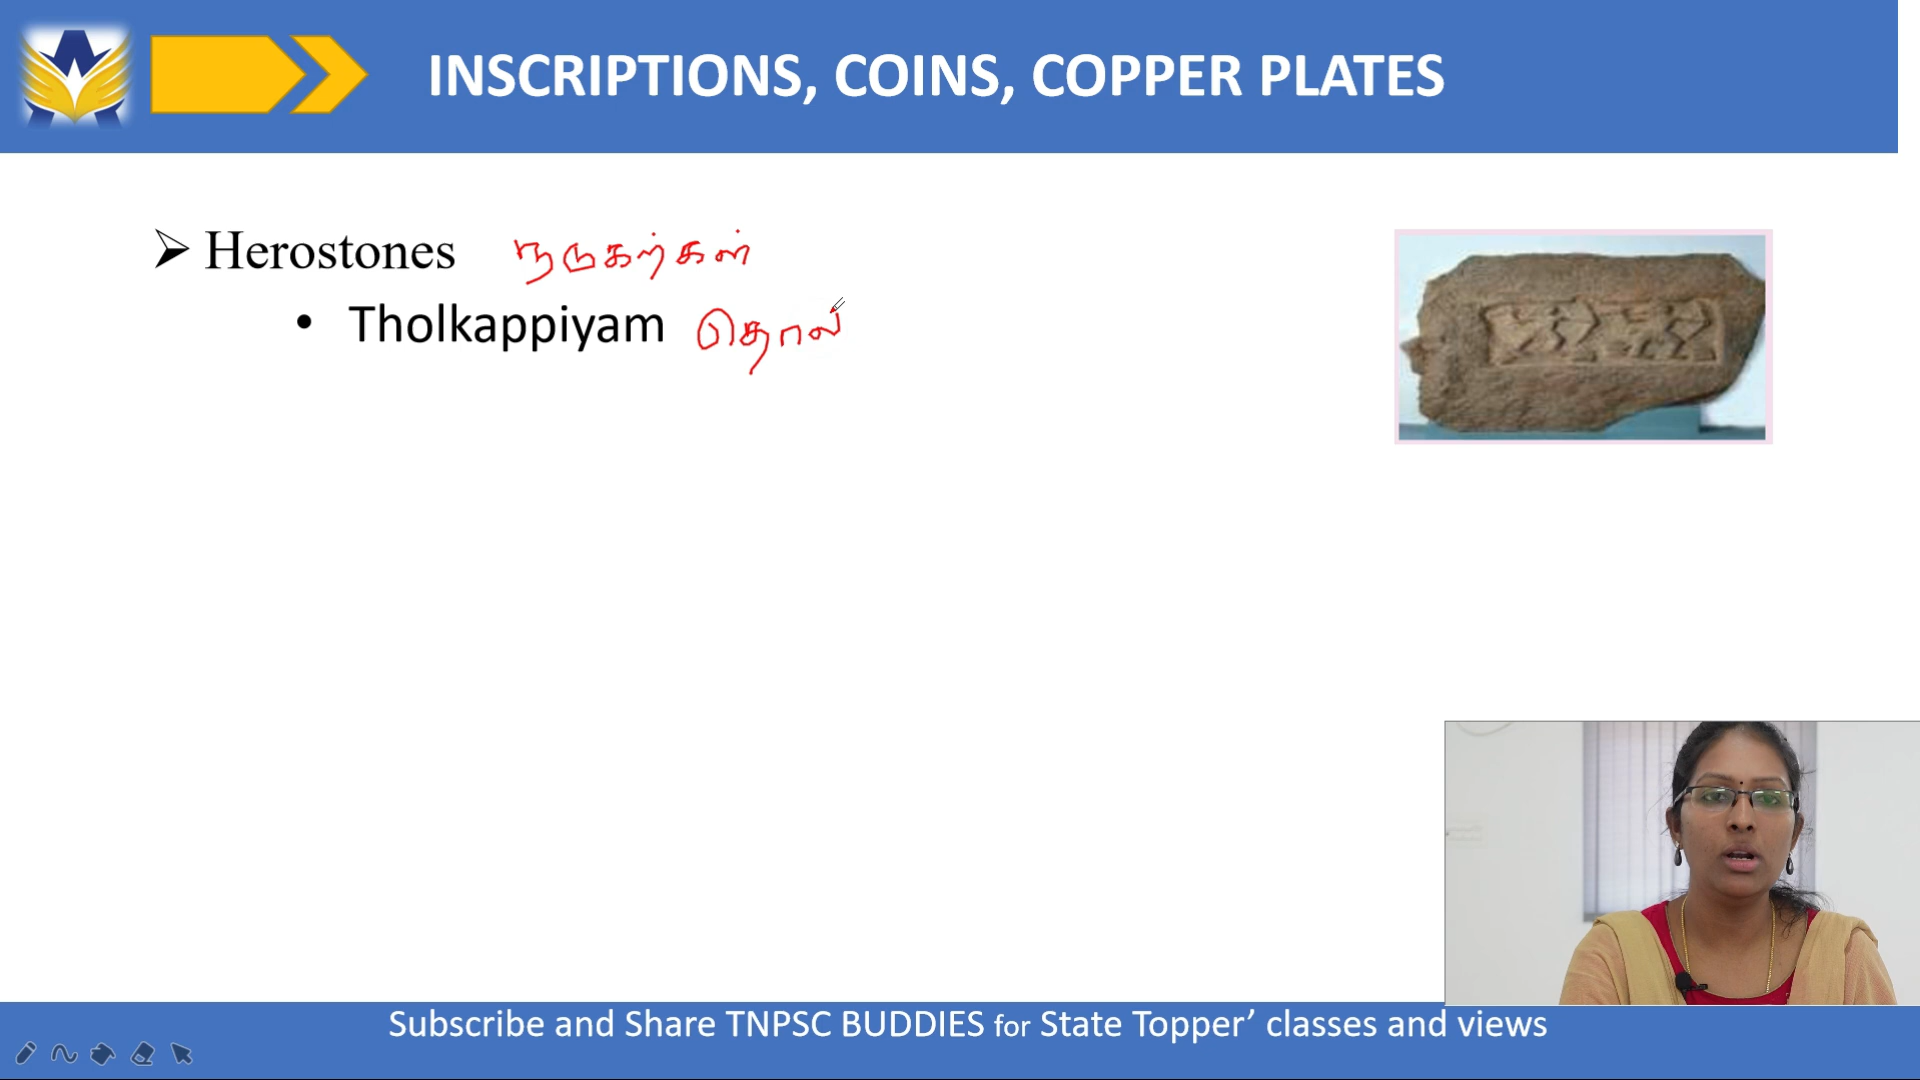 INSCRIPTIONS, COINS, COPPER PLATES
➢ Herostones நடுகற்கள்
• Tholkappiyam தொல்
Subscribe and Share TNPSC BUDDIES for State Topper’ classes and views